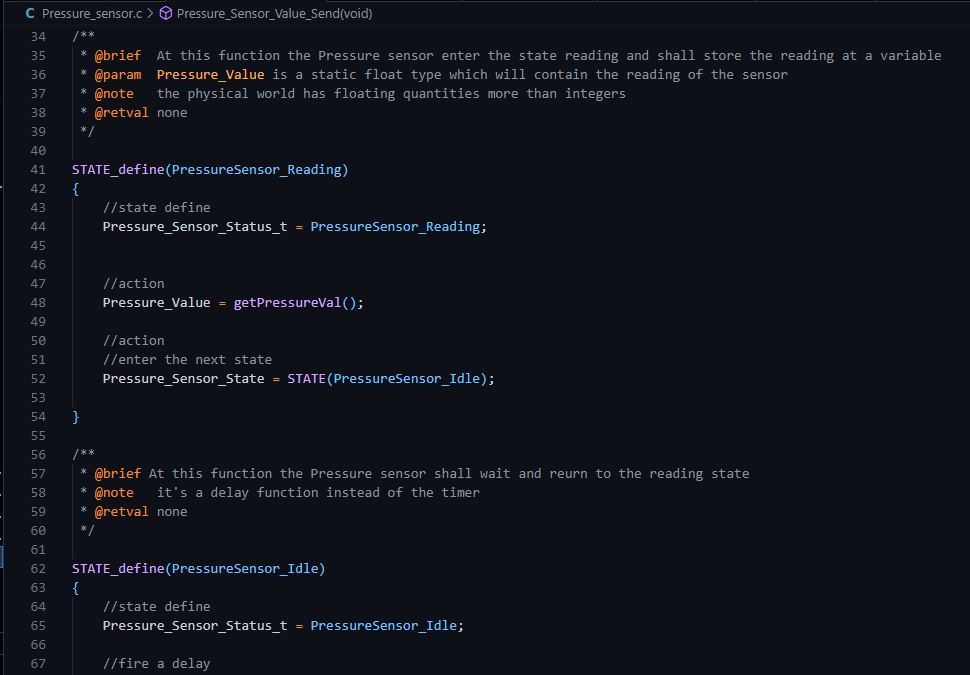 C Pressure_sensor.c > Pressure_Sensor_Value_Send(void)
34 /**
35  * @brief  At this function the Pressure sensor enter the state reading and shall store the reading at a variable
36  * @param  Pressure_Value is a static float type which will contain the reading of the sensor
37  * @note   the physical world has floating quantities more than integers
38  * @retval none
39  */
40
41 STATE_define(PressureSensor_Reading)
42 {
43     //state define
44     Pressure_Sensor_Status_t = PressureSensor_Reading;
45
46
47     //action
48     Pressure_Value = getPressureVal();
49
50     //action
51     //enter the next state
52     Pressure_Sensor_State = STATE(PressureSensor_Idle);
53
54 }
55
56 /**
57  * @brief At this function the Pressure sensor shall wait and reurn to the reading state
58  * @note   it's a delay function instead of the timer
59  * @retval none
60  */
61
62 STATE_define(PressureSensor_Idle)
63 {
64     //state define
65     Pressure_Sensor_Status_t = PressureSensor_Idle;
66
67     //fire a delay